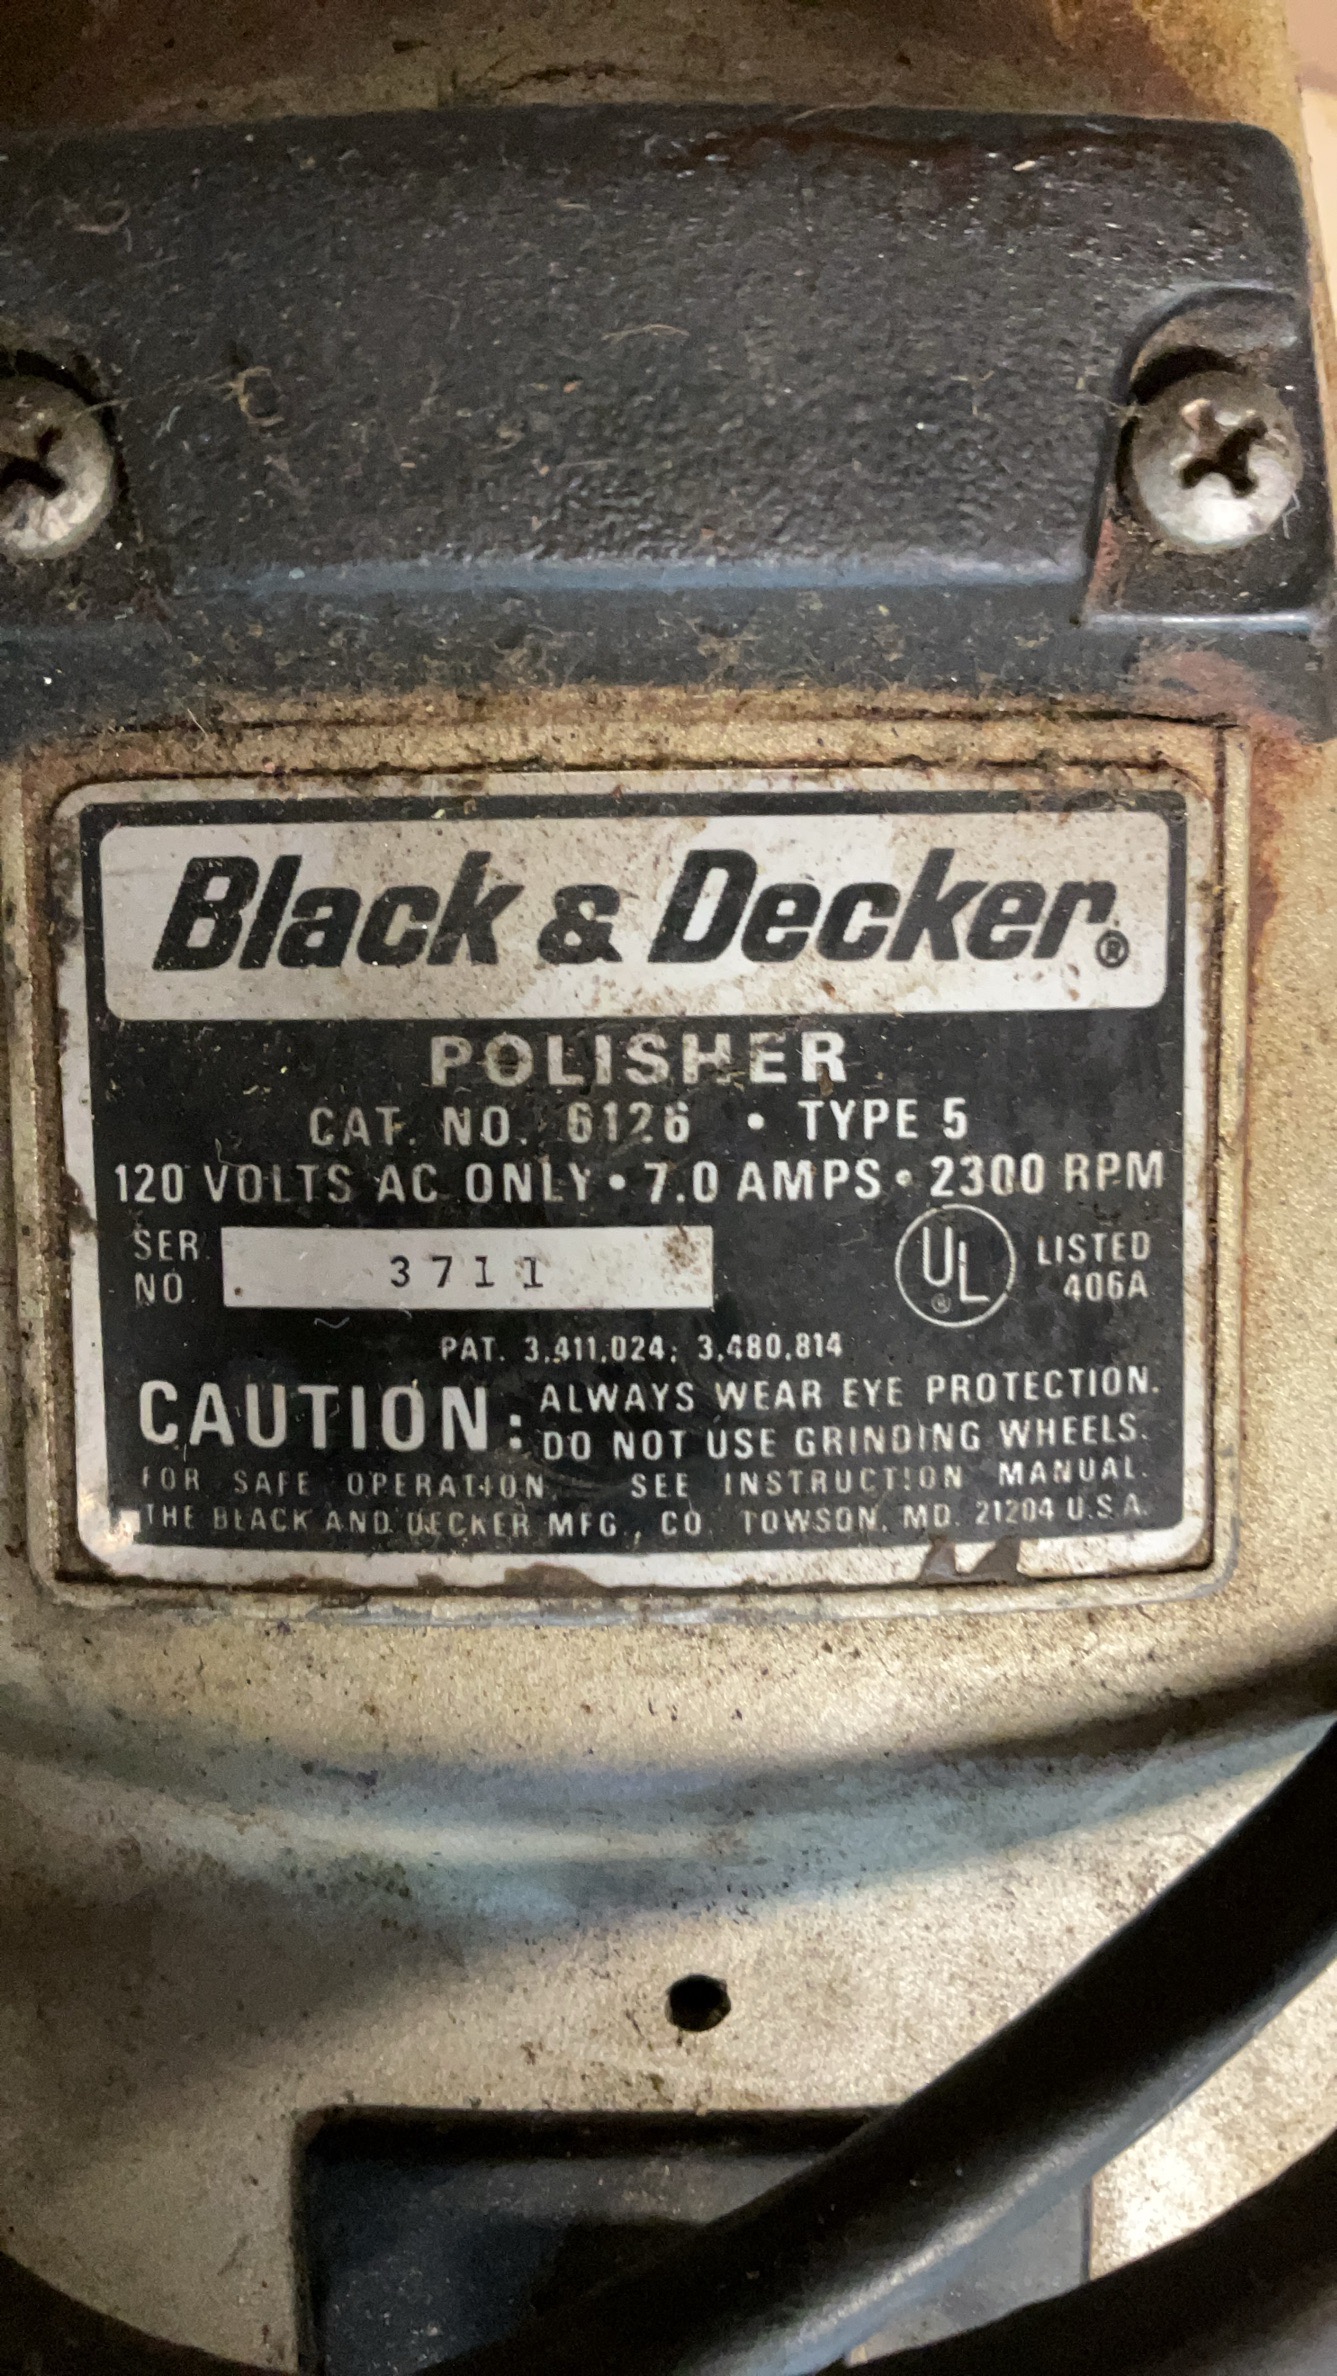 Black & Decker®
POLISHER
CAT. NO. 6126 • TYPE 5
120 VOLTS AC ONLY • 7.0 AMPS • 2300 RPM
SER. NO. 3711
UL® LISTED 406A
PAT. 3,411,024; 3,480,814
CAUTION: ALWAYS WEAR EYE PROTECTION.
DO NOT USE GRINDING WHEELS.
FOR SAFE OPERATION, SEE INSTRUCTION MANUAL.
THE BLACK AND DECKER MFG., CO. TOWSON, MD. 21204 U.S.A.